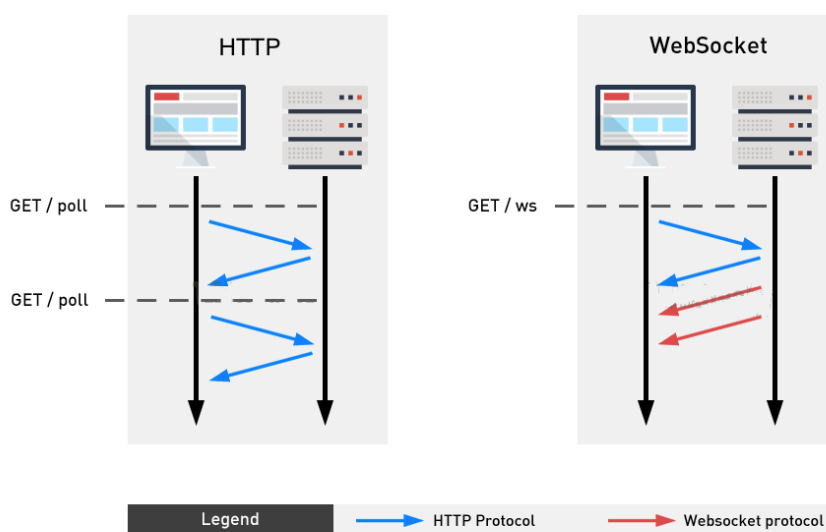 HTTP
WebSocket
GET / poll
GET / ws
GET / poll
Legend
HTTP Protocol
Websocket protocol